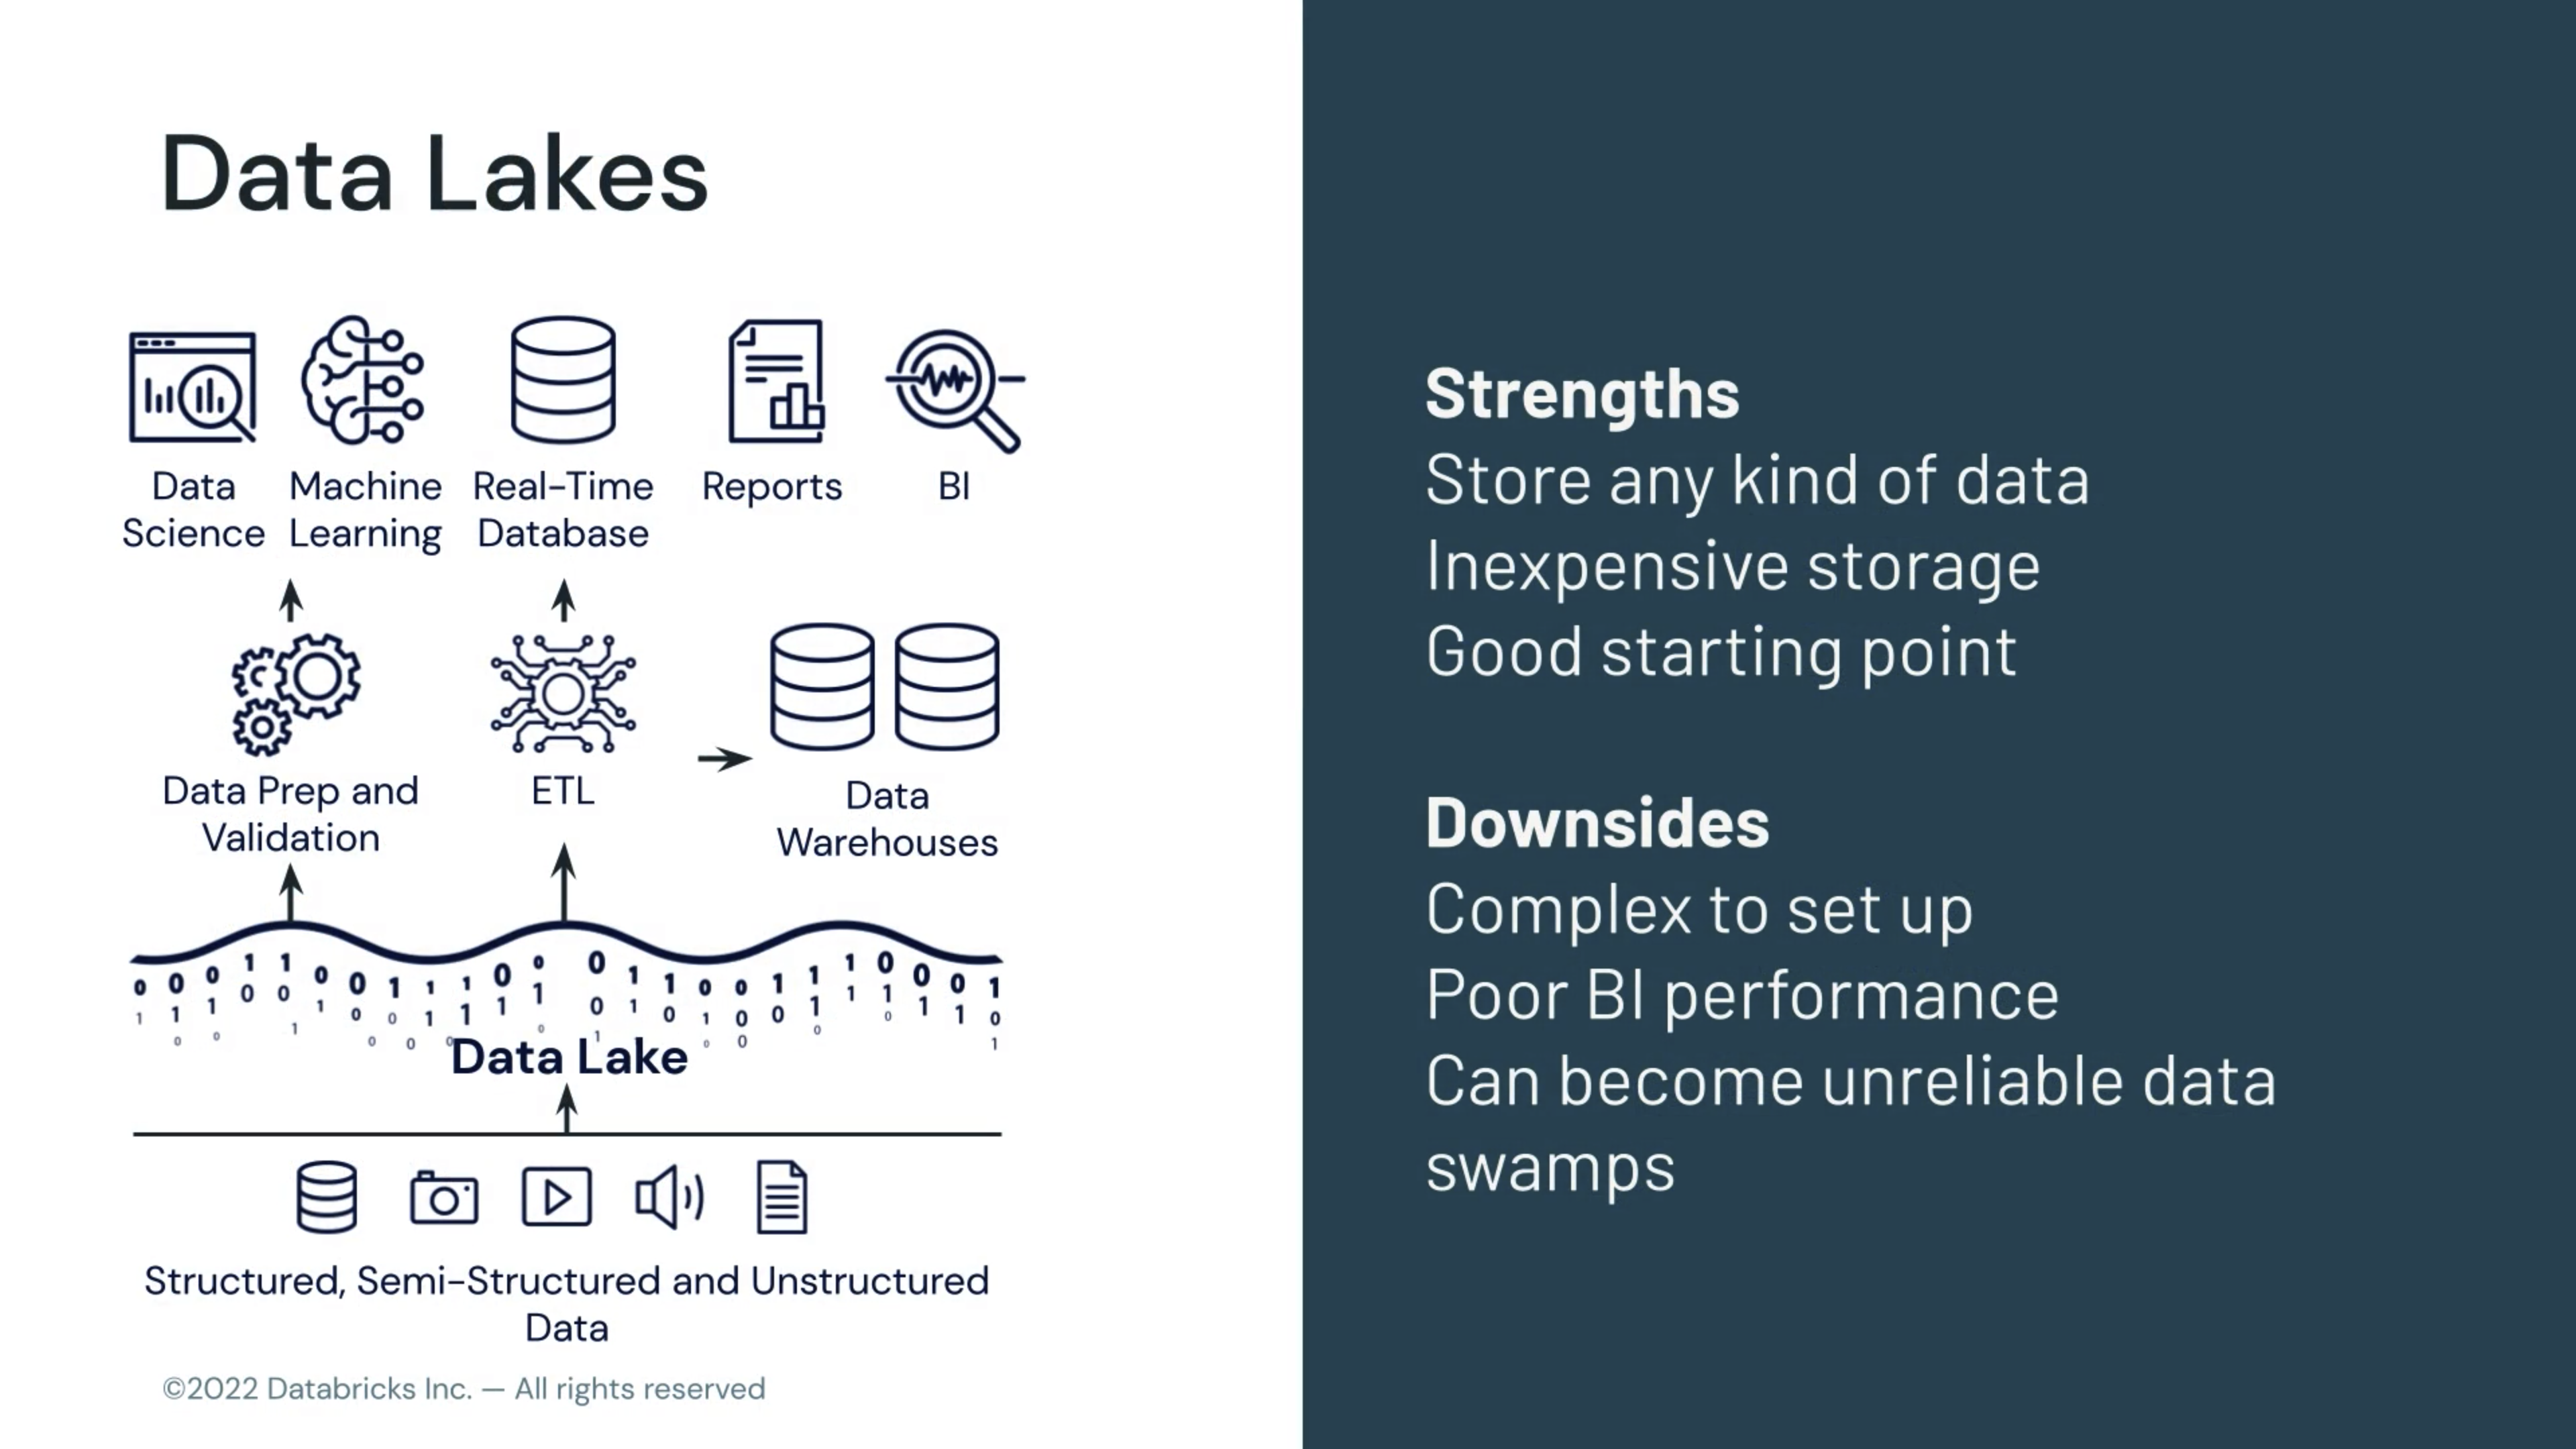 Data Lakes
Data
Science
Machine
Learning
Real-Time
Database
Reports
BI
Data Prep and
Validation
ETL
Data
Warehouses
Data Lake
Structured, Semi-Structured and Unstructured
Data
©2022 Databricks Inc. — All rights reserved
Strengths
Store any kind of data
Inexpensive storage
Good starting point
Downsides
Complex to set up
Poor BI performance
Can become unreliable data
swamps